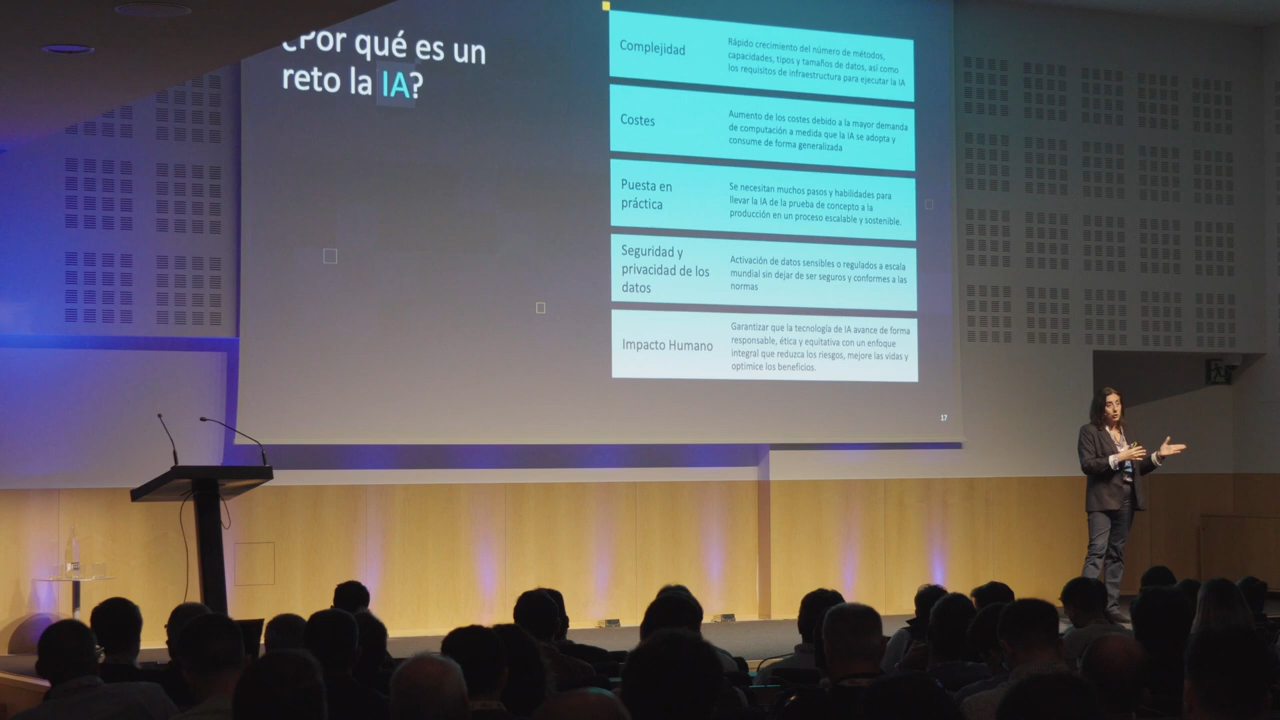 ¿Por qué es un
reto la IA?
Complejidad
Rápido crecimiento del número de métodos,
capacidades, tipos y tamaños de datos, así como
los requisitos de infraestructura para ejecutar la IA
Costes
Aumento de los costes debido a la mayor demanda
de computación a medida que la IA se adopta y
consume de forma generalizada
Puesta en
práctica
Se necesitan muchos pasos y habilidades para
llevar la IA de la prueba de concepto a la
producción en un proceso escalable y sostenible.
Seguridad y
privacidad de los
datos
Activación de datos sensibles o regulados a escala
mundial sin dejar de ser seguros y conformes a las
normas
Impacto Humano
Garantizar que la tecnología de IA avance de forma
responsable, ética y equitativa con un enfoque
integral que reduzca los riesgos, mejore las vidas y
optimice los beneficios.
17